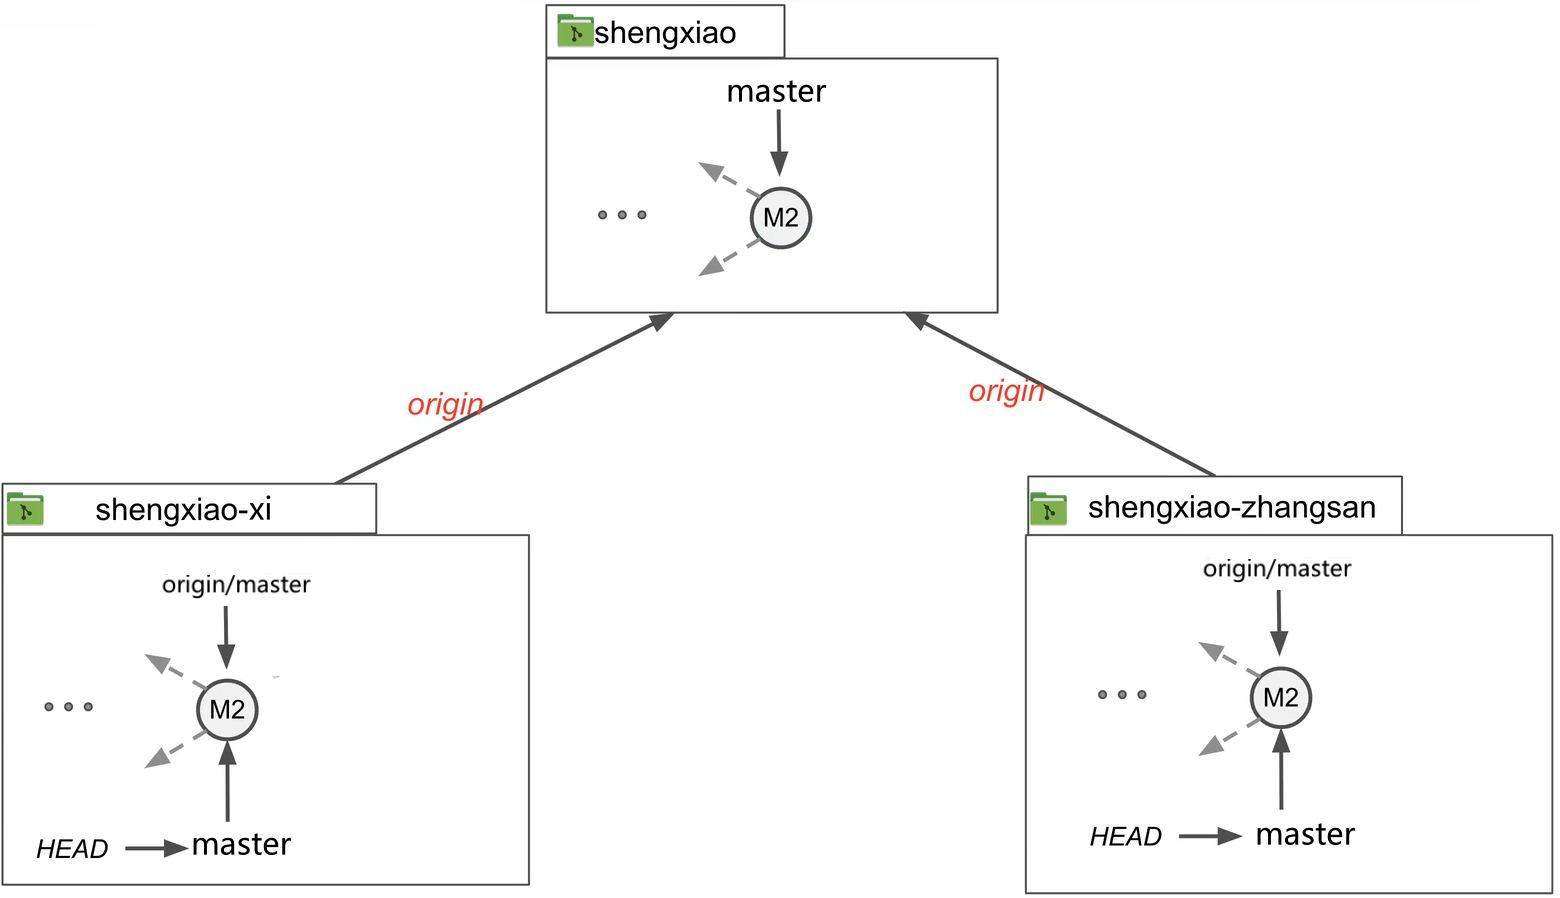 shengxiao
master
M2
origin
origin
shengxiao-xi
origin/master
M2
HEAD
master
shengxiao-zhangsan
origin/master
M2
HEAD
master